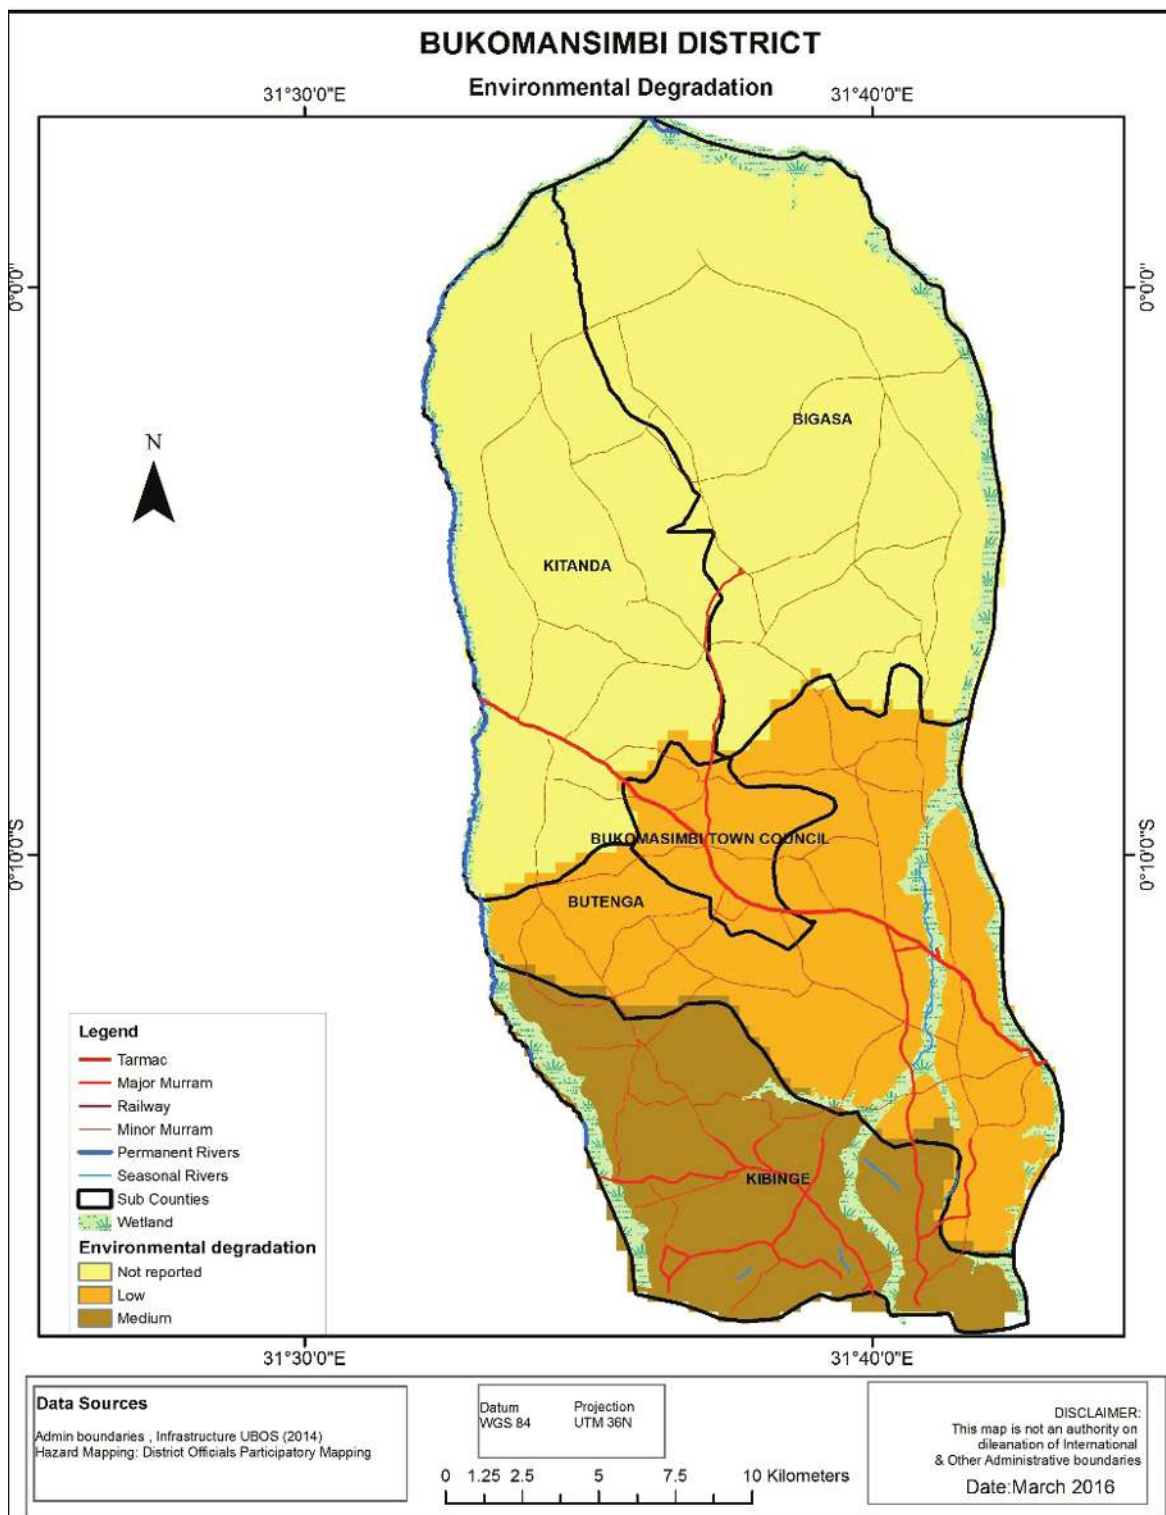 BUKOMANSIMBI DISTRICT
Environmental Degradation
31°30'0"E
31°40'0"E
0°0'0"
0°0'0"
BIGASA
N
KITANDA
0°10'0"S
0°10'0"S
BUKOMASIMBI TOWN COUNCIL
BUTENGA
KIBINGE
Legend
Tarmac
Major Murram
Railway
Minor Murram
Permanent Rivers
Seasonal Rivers
Sub Counties
Wetland
Environmental degradation
Not reported
Low
Medium
31°30'0"E
31°40'0"E
Data Sources
Admin boundaries , Infrastructure UBOS (2014)
Hazard Mapping: District Officials Participatory Mapping
Datum
WGS 84
Projection
UTM 36N
0 1.25 2.5 5 7.5 10 Kilometers
DISCLAIMER:
This map is not an authority on
dileanation of International
& Other Administrative boundaries
Date:March 2016